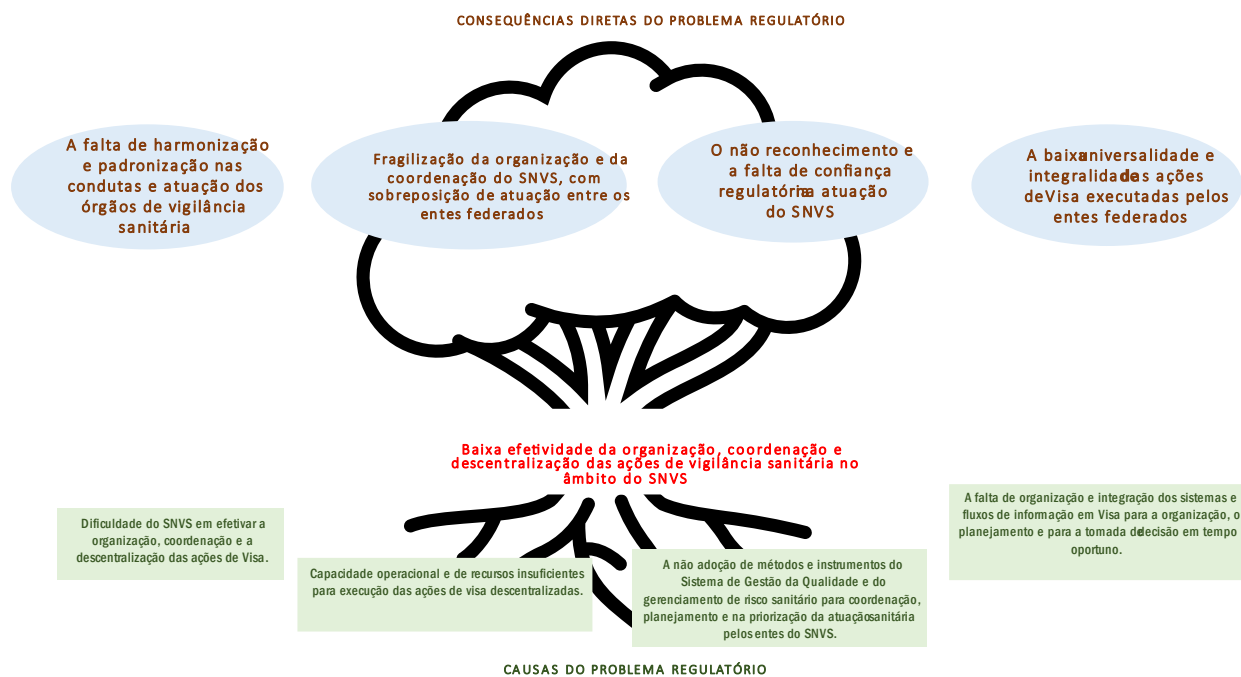 CONSEQUÊNCIAS DIRETAS DO PROBLEMA REGULATÓRIO
A falta de harmonização
e padronização nas
condutas e atuação dos
órgãos de vigilância
sanitária
Fragilização da organização e da
coordenação do SNVS, com
sobreposição de atuação entre os
entes federados
O não reconhecimento e
a falta de confiança
regulatória na atuação
do SNVS
A baixa universalidade e
integralidade das ações
de Visa executadas pelos
entes federados
Baixa efetividade da organização, coordenação e
descentralização das ações de vigilância sanitária no
âmbito do SNVS
Dificuldade do SNVS em efetivar a
organização, coordenação e a
descentralização das ações de Visa.
Capacidade operacional e de recursos insuficientes
para execução das ações de visa descentralizadas.
A não adoção de métodos e instrumentos do
Sistema de Gestão da Qualidade e do
gerenciamento de risco sanitário para coordenação,
planejamento e na priorização da atuação sanitária
pelos entes do SNVS.
A falta de organização e integração dos sistemas e
fluxos de informação em Visa para a organização, o
planejamento e para a tomada de decisão em tempo
oportuno.
CAUSAS DO PROBLEMA REGULATÓRIO